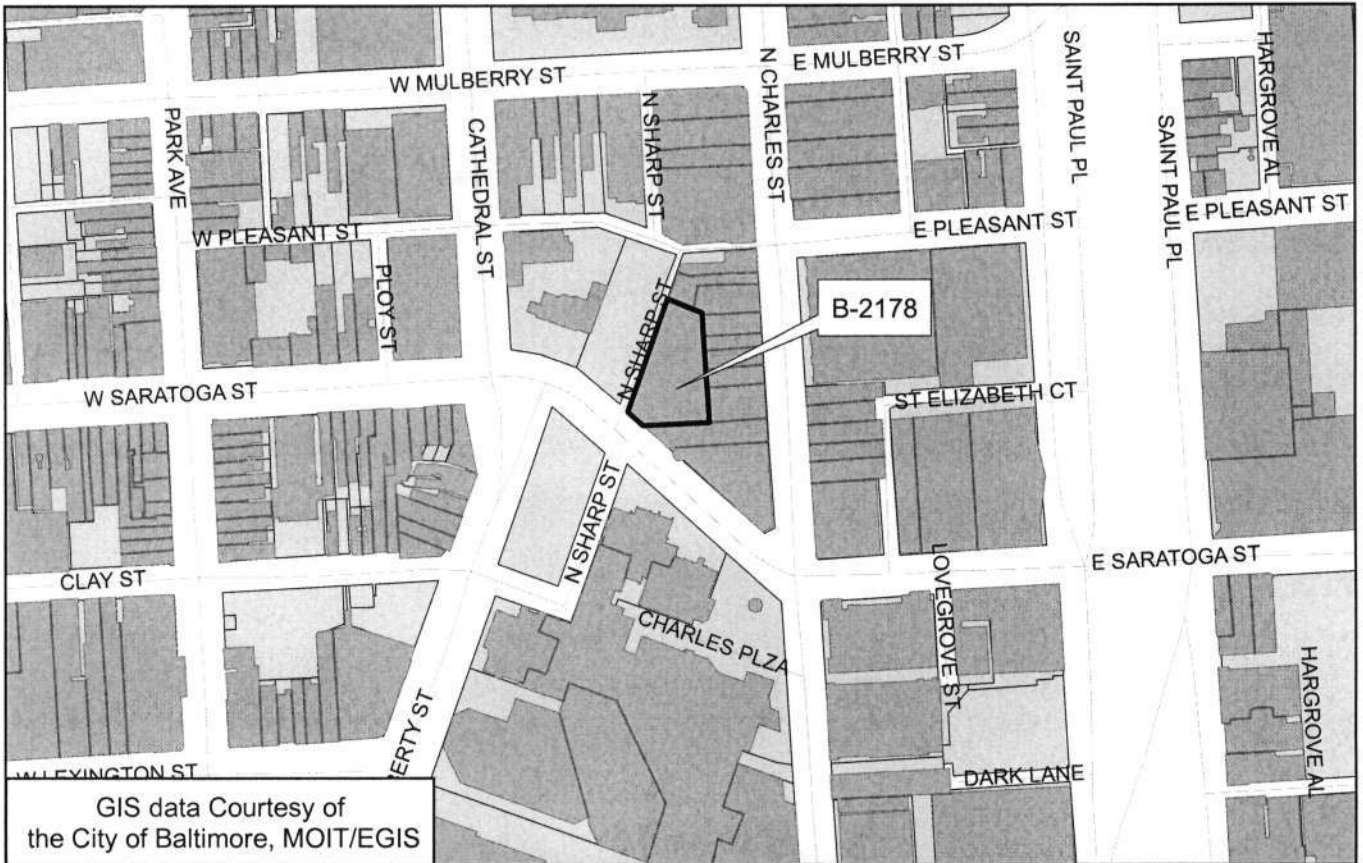 W MULBERRY ST
E MULBERRY ST
SAINT PAUL PL
HARGROVE AL
PARK AVE
CATHEDRAL ST
N SHARP ST
N CHARLES ST
SAINT PAUL PL
W PLEASANT ST
E PLEASANT ST
E PLEASANT ST
PLOY ST
N SHARP ST
B-2178
W SARATOGA ST
ST ELIZABETH CT
N SHARP ST
E SARATOGA ST
CLAY ST
LOVEGROVE ST
CHARLES PLZA
HARGROVE AL
BERTY ST
W LEXINGTON ST
DARK LANE
GIS data Courtesy of
the City of Baltimore, MOIT/EGIS